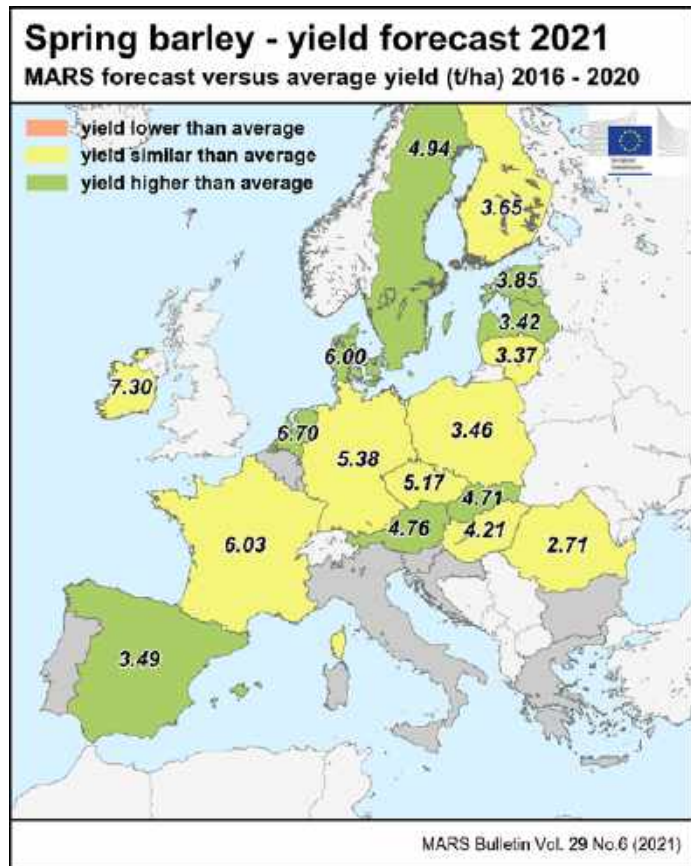 Spring barley - yield forecast 2021
MARS forecast versus average yield (t/ha) 2016 - 2020
yield lower than average
yield similar than average
yield higher than average
4.94
3.65
3.85
3.42
3.37
6.00
7.30
6.70
5.38
3.46
5.17
4.71
4.76
4.21
6.03
2.71
3.49
MARS Bulletin Vol. 29 No.6 (2021)